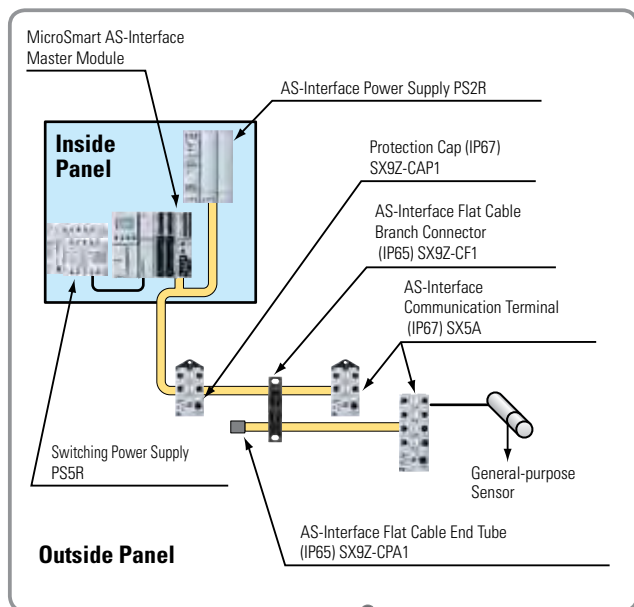 MicroSmart AS-Interface
Master Module
AS-Interface Power Supply PS2R
Inside
Panel
Protection Cap (IP67)
SX9Z-CAP1
AS-Interface Flat Cable
Branch Connector
(IP65) SX9Z-CF1
AS-Interface
Communication Terminal
(IP67) SX5A
Switching Power Supply
PS5R
General-purpose
Sensor
AS-Interface Flat Cable End Tube
(IP65) SX9Z-CPA1
Outside Panel